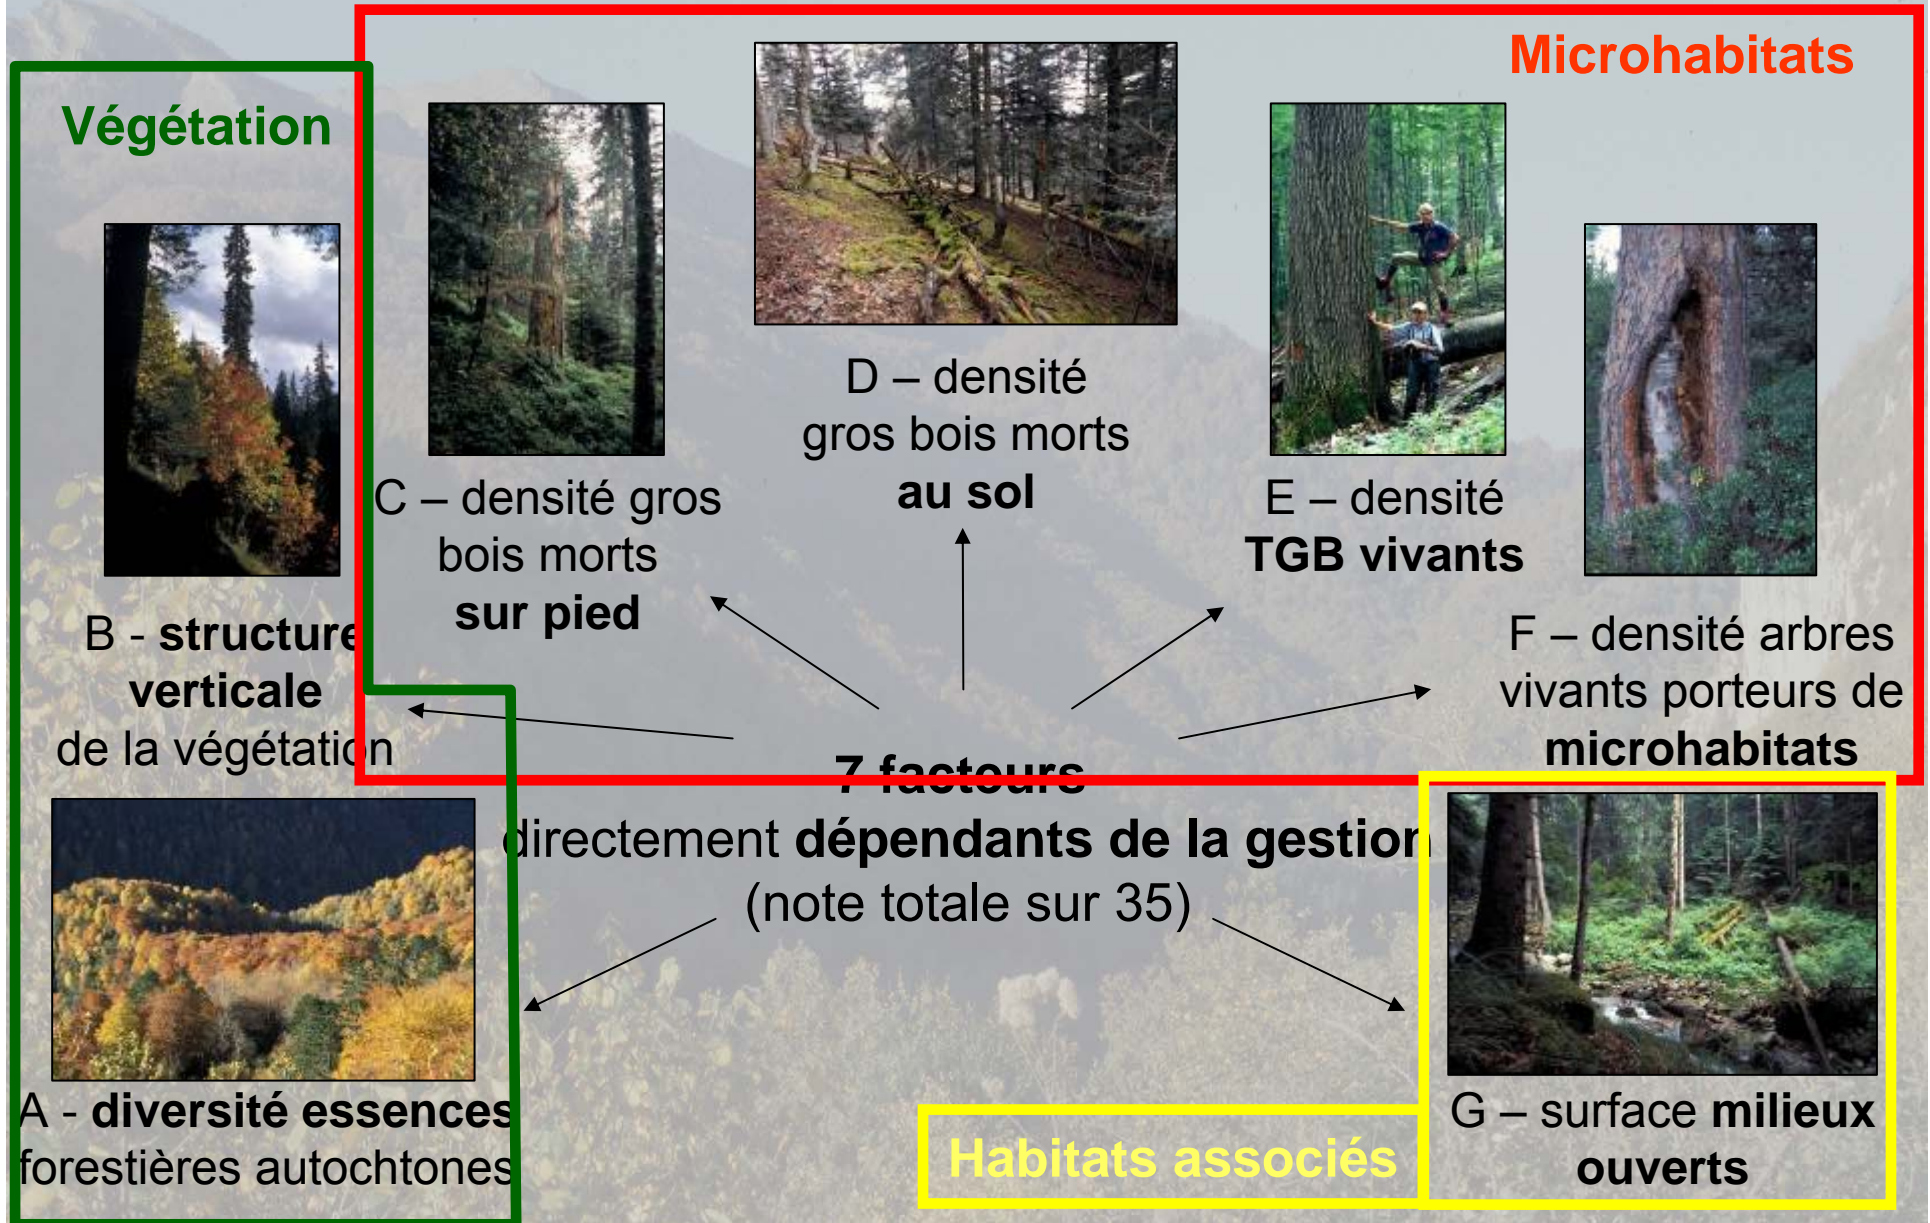 Microhabitats
Végétation
D – densité
gros bois morts
au sol
C – densité gros
bois morts
sur pied
E – densité
TGB vivants
B - structure
verticale
de la végétation
F – densité arbres
vivants porteurs de
microhabitats
7 facteurs
directement dépendants de la gestion
(note totale sur 35)
A - diversité essences
forestières autochtones
Habitats associés
G – surface milieux
ouverts